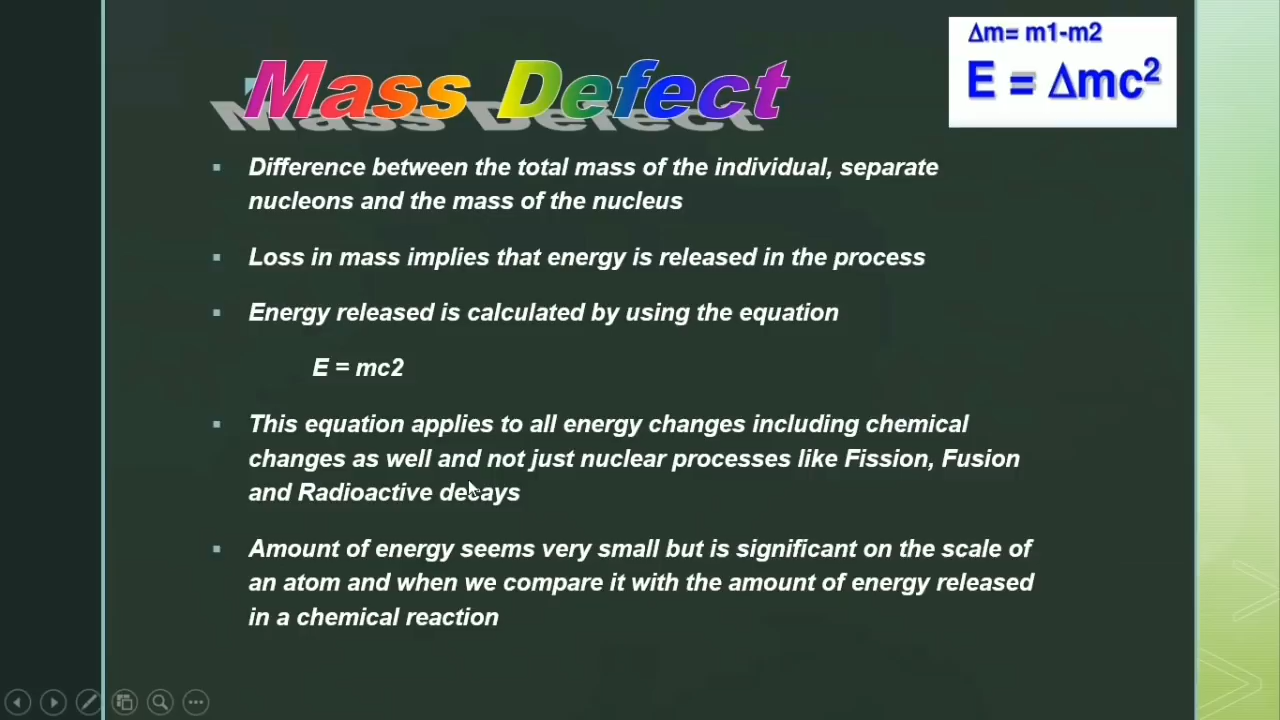 Mass Defect
Δm= m1-m2
E = Δmc²
Difference between the total mass of the individual, separate
nucleons and the mass of the nucleus
Loss in mass implies that energy is released in the process
Energy released is calculated by using the equation
E = mc2
This equation applies to all energy changes including chemical
changes as well and not just nuclear processes like Fission, Fusion
and Radioactive decays
Amount of energy seems very small but is significant on the scale of
an atom and when we compare it with the amount of energy released
in a chemical reaction